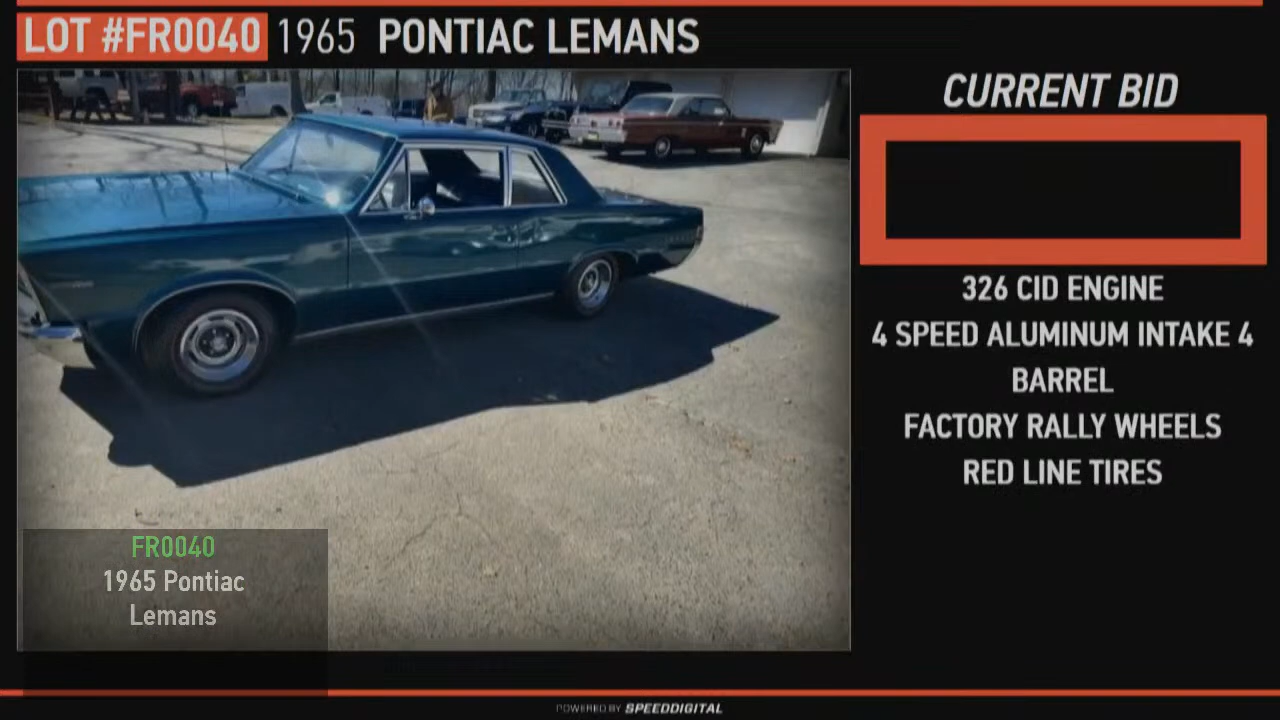 LOT #FR0040 1965 PONTIAC LEMANS
CURRENT BID
326 CID ENGINE
4 SPEED ALUMINUM INTAKE 4
BARREL
FACTORY RALLY WHEELS
RED LINE TIRES
FR0040
1965 Pontiac
Lemans
POWERED BY SPEEDDIGITAL